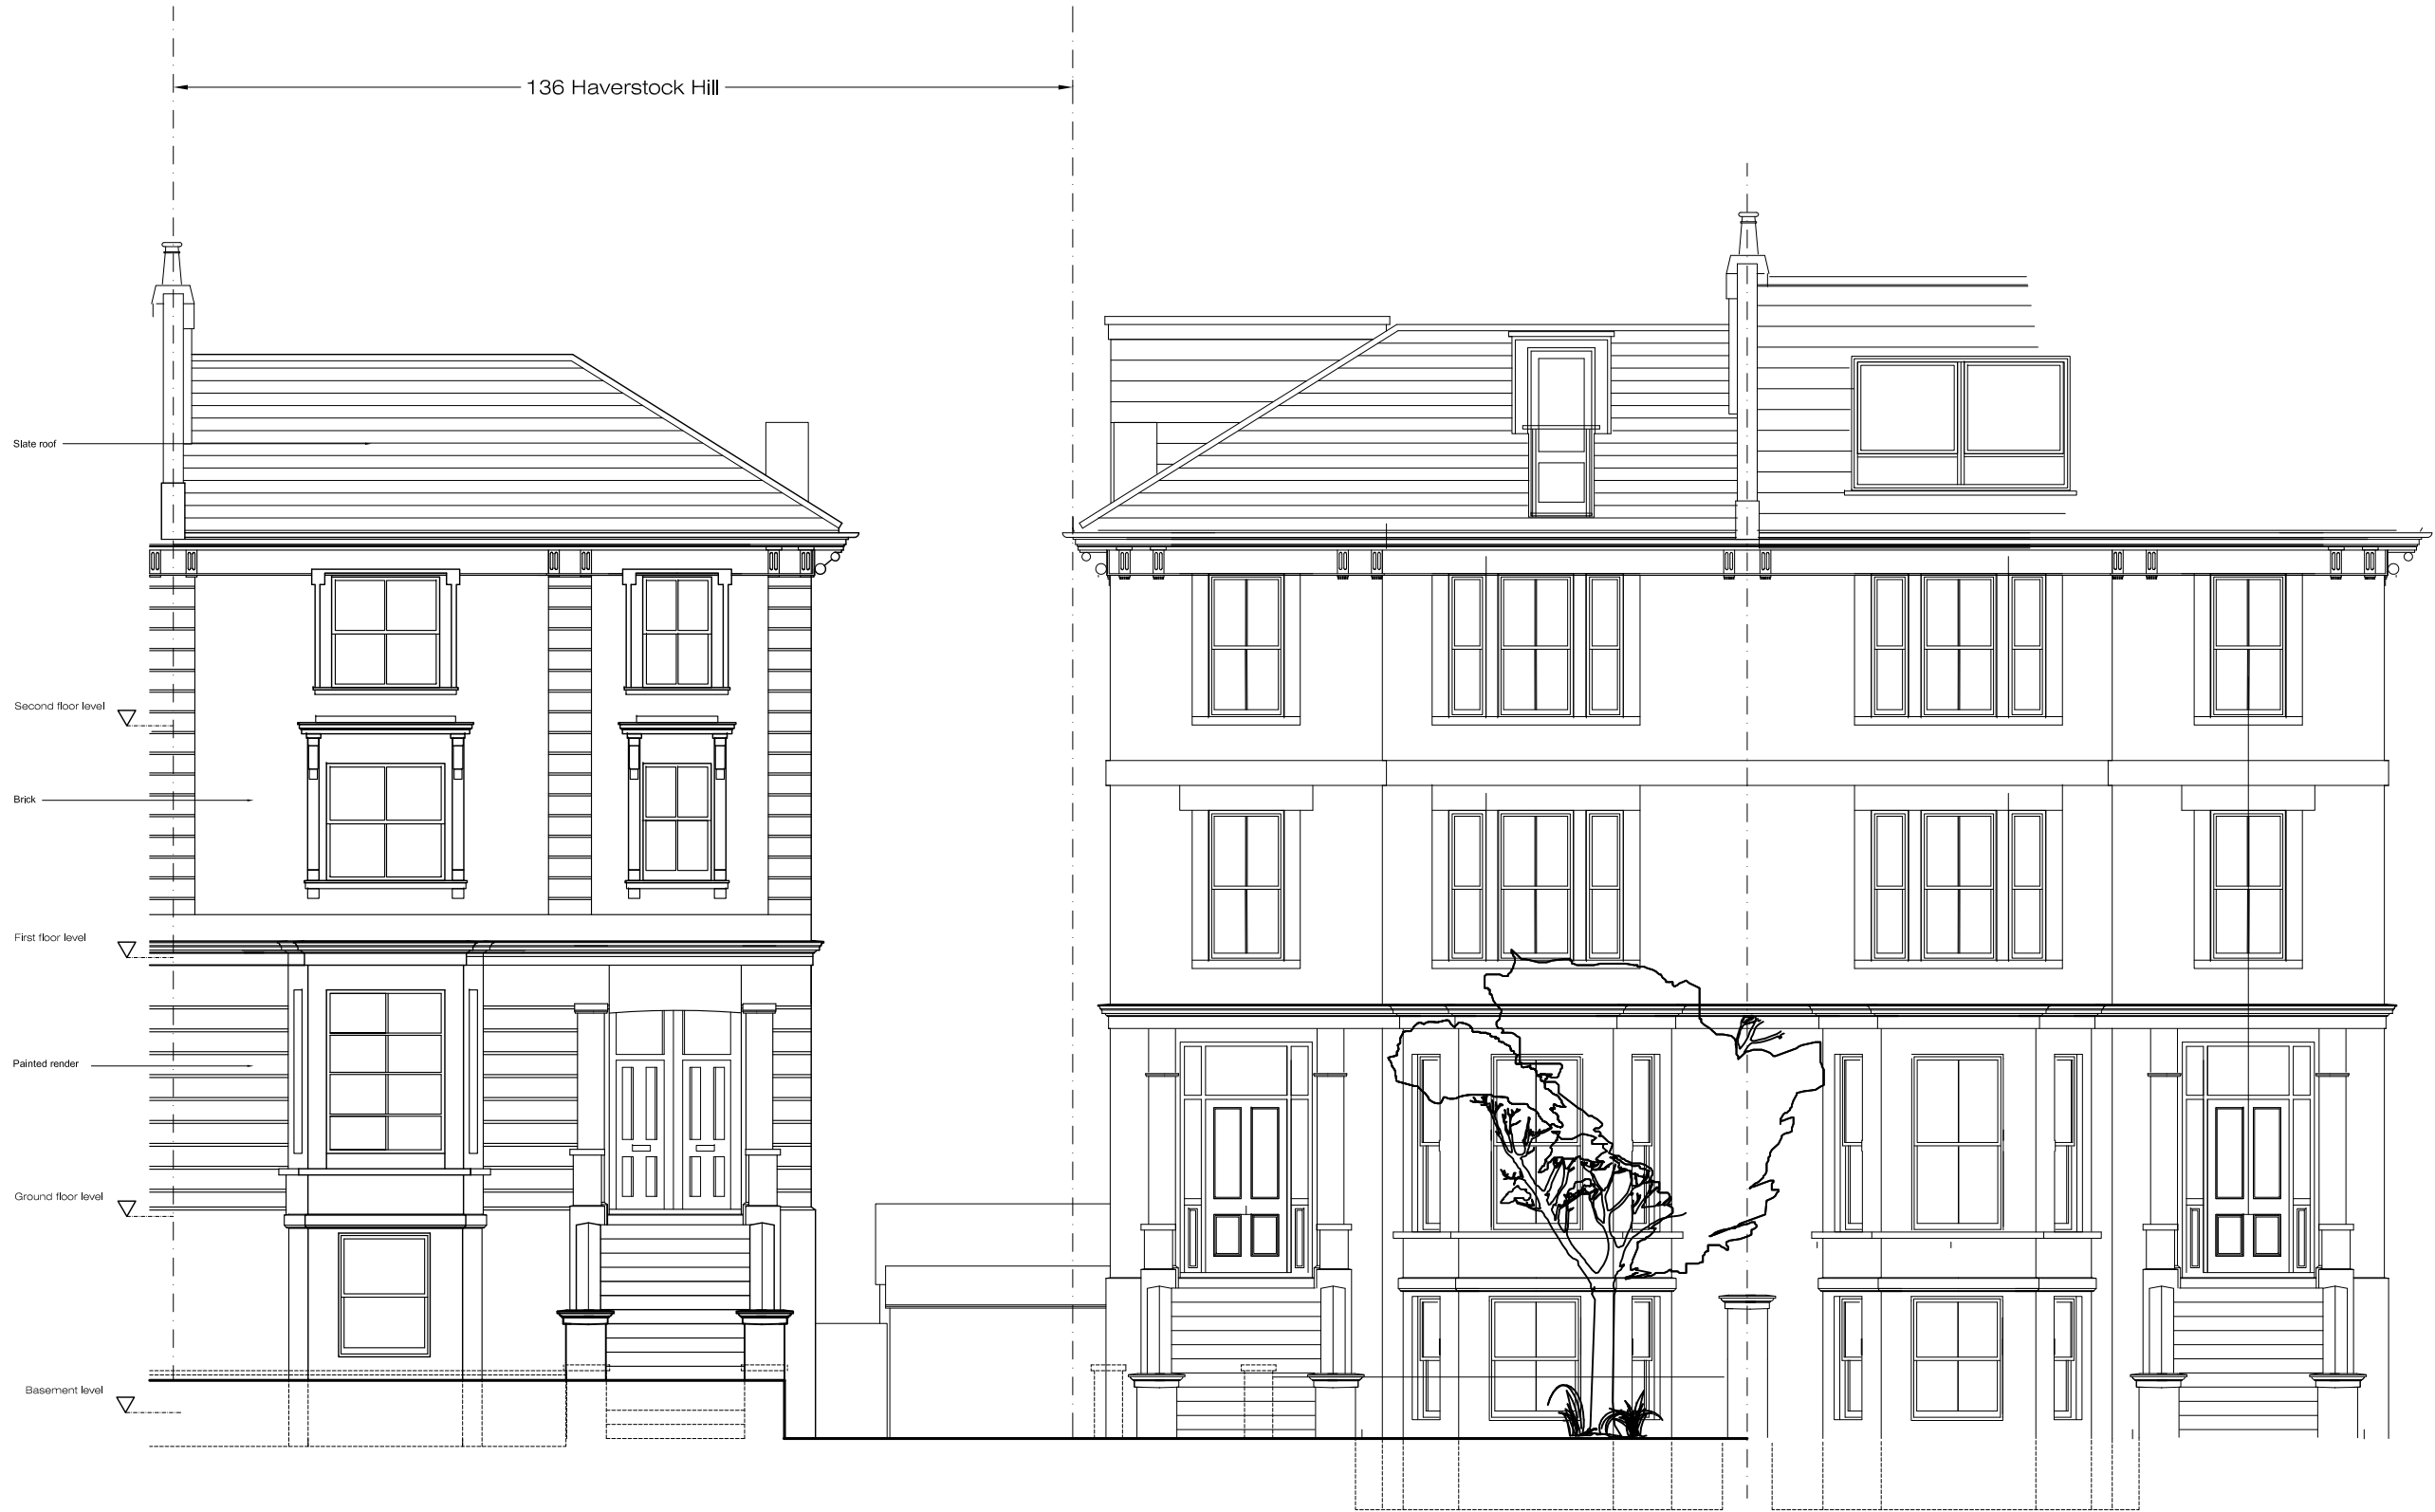 136 Haverstock Hill
Slate roof
Second floor level
Brick
First floor level
Painted render
Ground floor level
Basement level